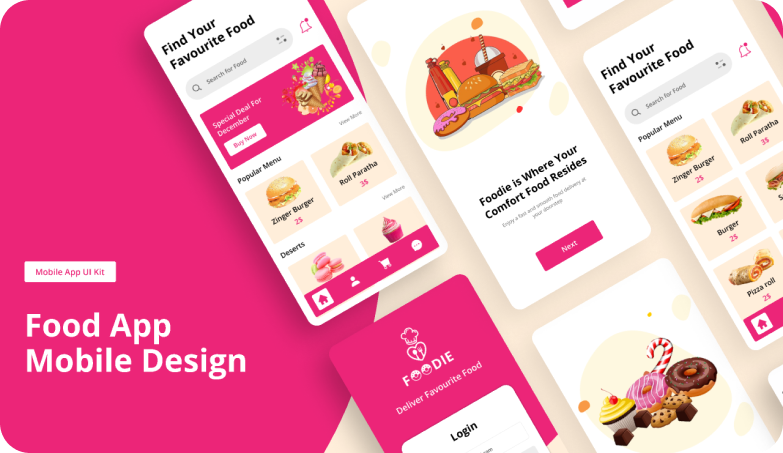 Mobile App UI Kit
Food App
Mobile Design
Find Your
Favourite Food
Search for Food
Special Deal For
December
Buy Now
View More
Popular Menu
Zinger Burger
2$
Roll Paratha
3$
View More
Deserts
Foodie is Where Your
Comfort Food Resides
Enjoy a fast and smooth food delivery at
your doorstep
Next
FOODIE
Deliver Favourite Food
Login
Find Your
Favourite Food
Search for Food
Popular Menu
Zinger Burger
2$
Roll Paratha
3$
Burger
2$
Pizza roll
2$